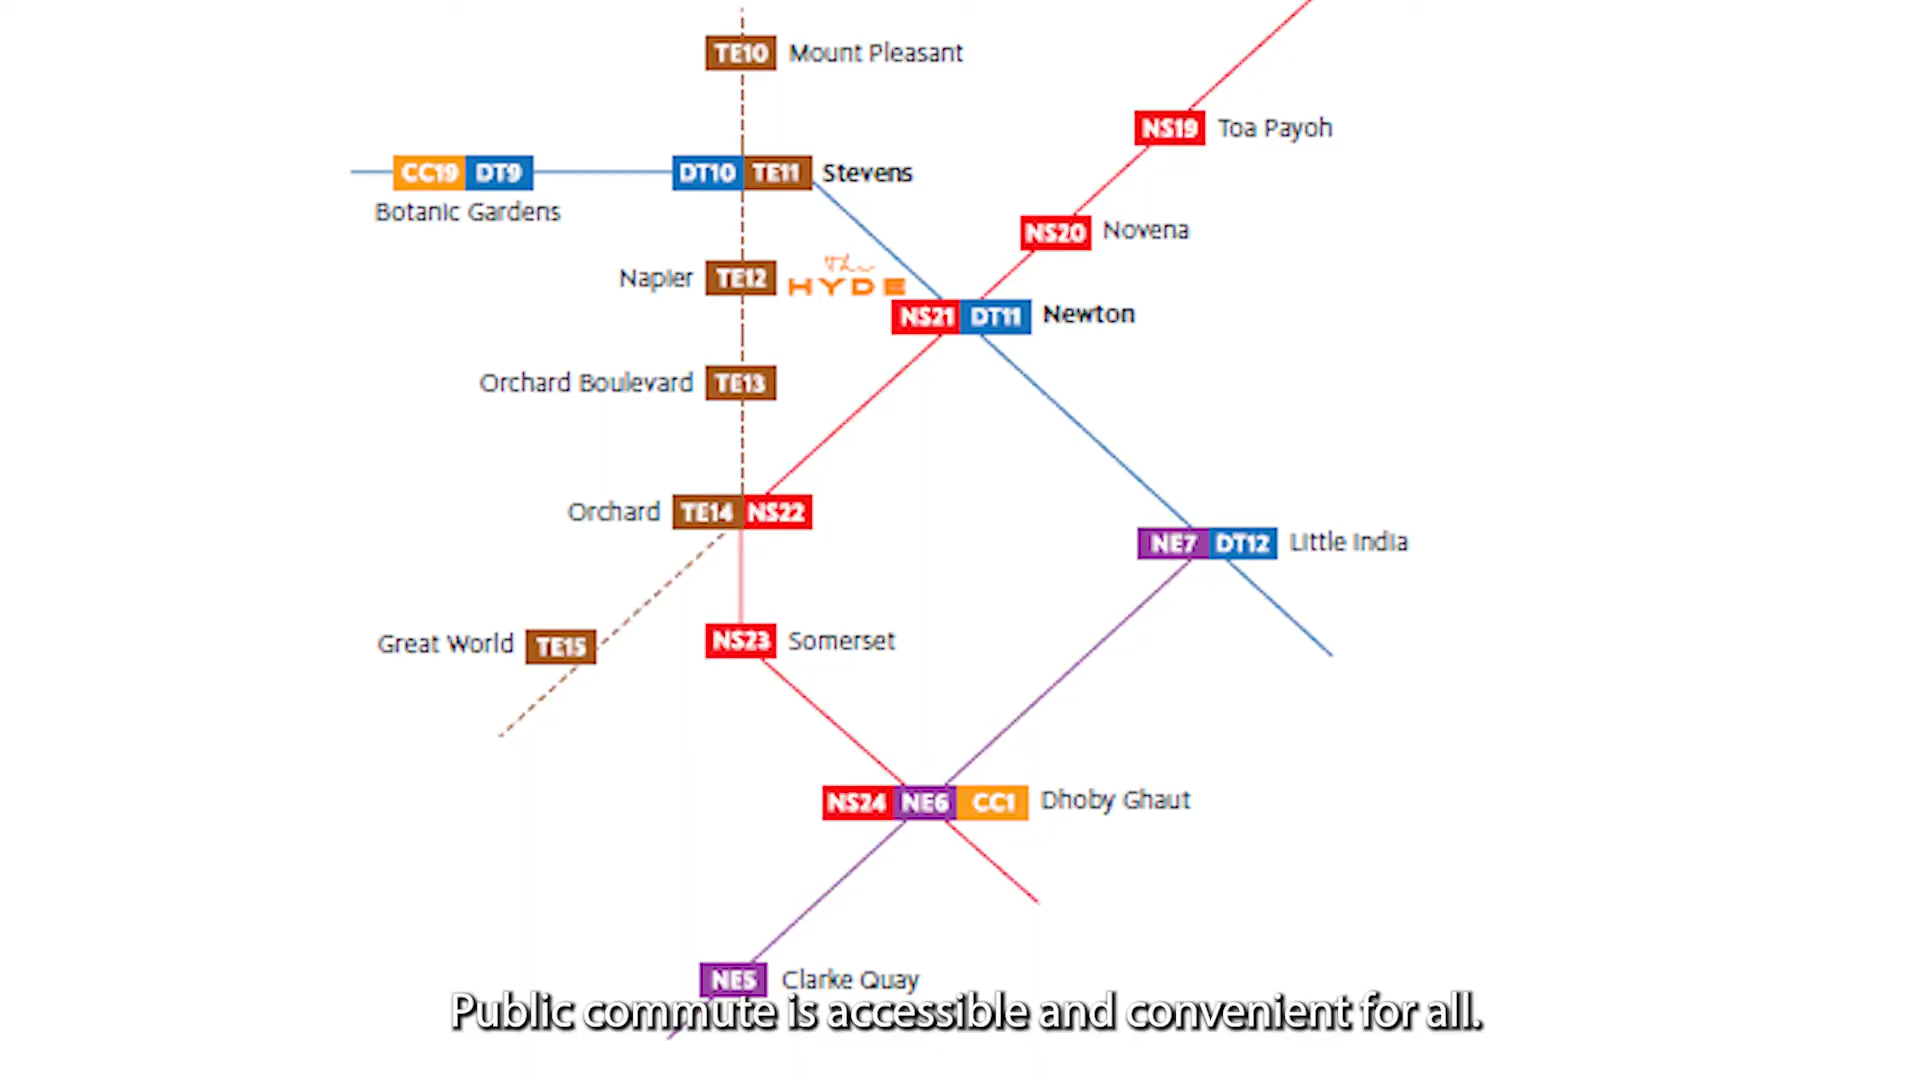 TE10 Mount Pleasant
NS19 Toa Payoh
CC19 DT9
Botanic Gardens
DT10 TE11 Stevens
NS20 Novena
Napier TE12
The
HYDE
NS21 DT11 Newton
Orchard Boulevard TE13
Orchard TE14 NS22
NE7 DT12 Little India
Great World TE15
NS23 Somerset
NS24 NE6 CC1 Dhoby Ghaut
NE5 Clarke Quay
Public commute is accessible and convenient for all.